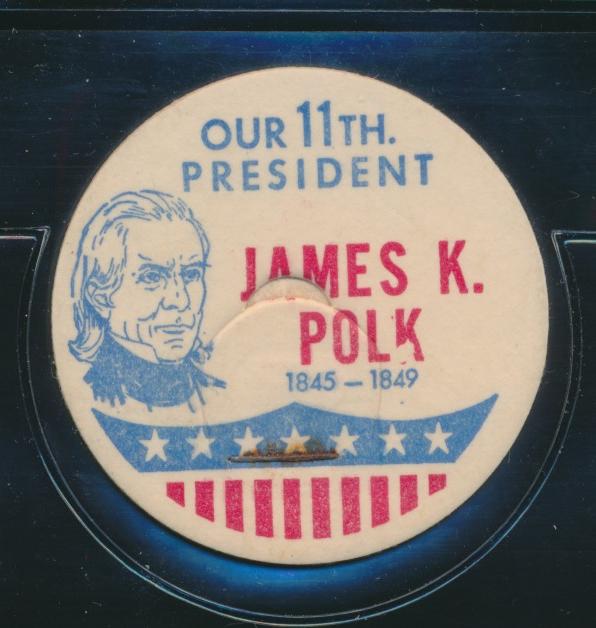 OUR 11TH.
PRESIDENT
JAMES K.
POLK
1845 – 1849